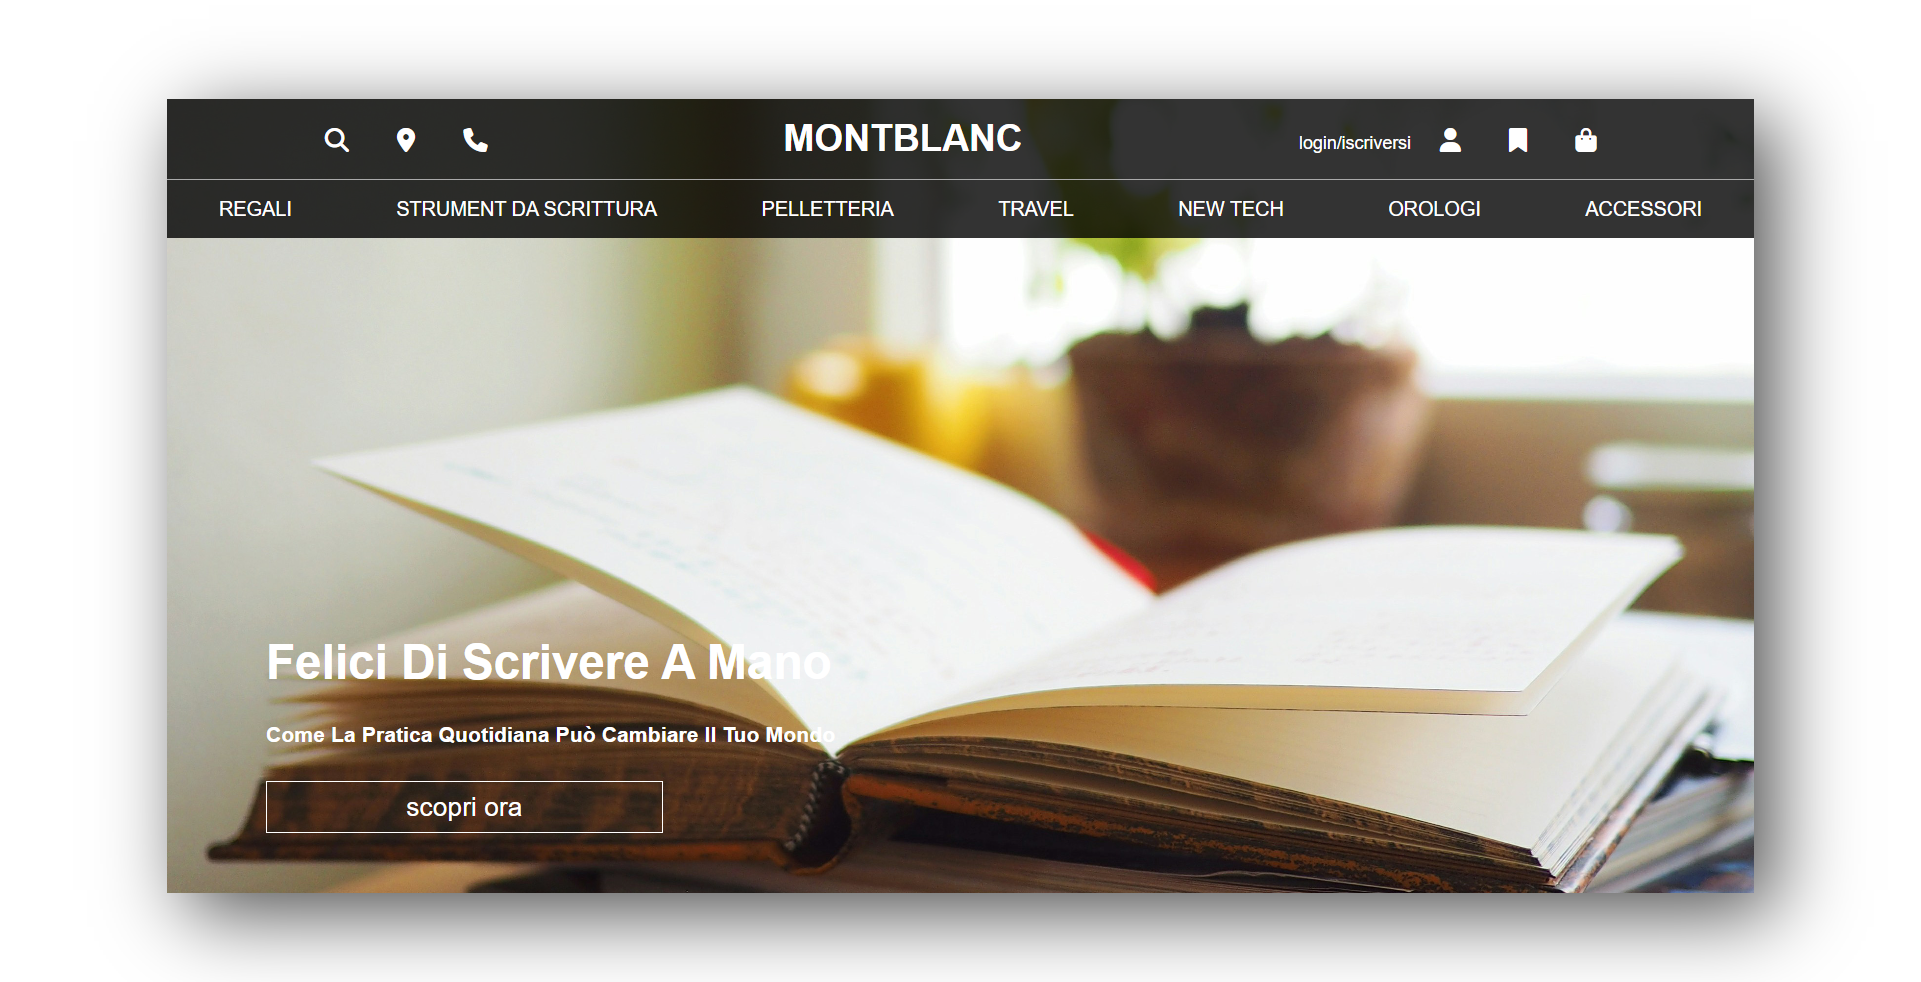 MONTBLANC
login/iscriversi
REGALI STRUMENT DA SCRITTURA PELLETTERIA TRAVEL NEW TECH OROLOGI ACCESSORI
Felici Di Scrivere A Mano
Come La Pratica Quotidiana Può Cambiare Il Tuo Mondo
scopri ora